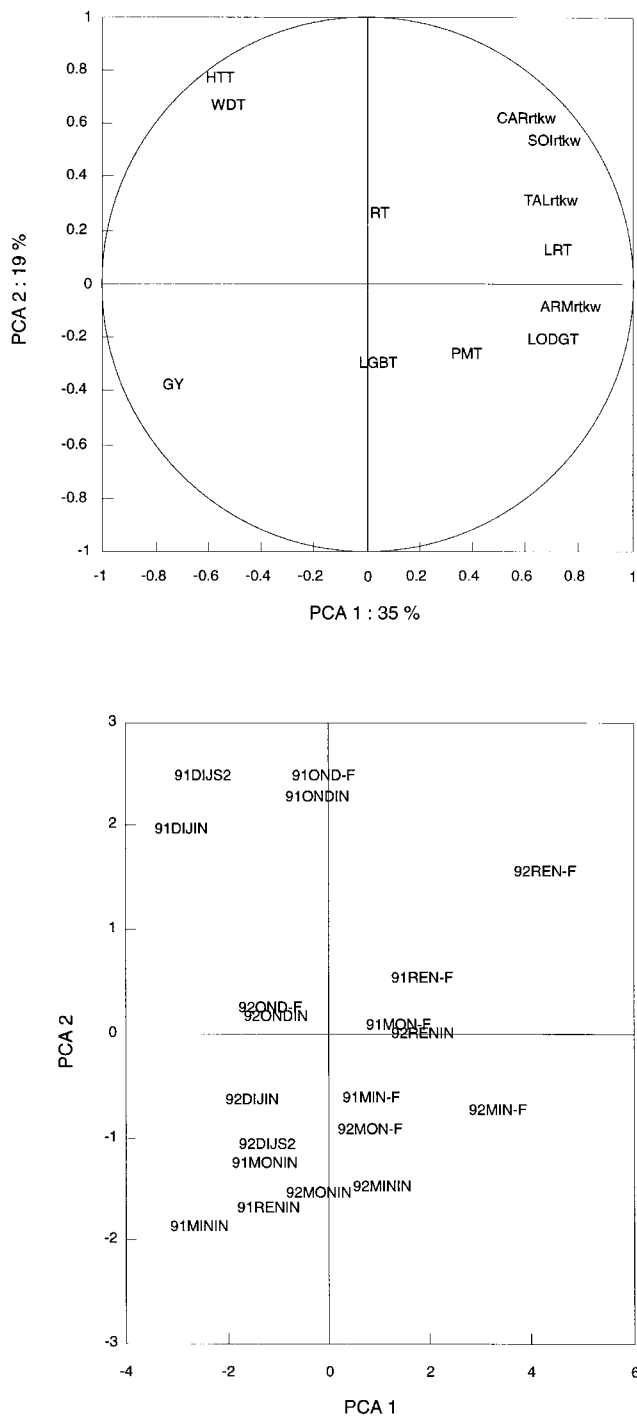 1
0.8
HTT
WDT
0.6
CARrtkw
SOIrtkw
0.4
TALrtkw
RT
0.2
LRT
PCA 2 : 19 %
0
ARMrtkw
-0.2
LODGT
LGBT
PMT
GY
-0.4
-0.6
-0.8
-1
-1 -0.8 -0.6 -0.4 -0.2 0 0.2 0.4 0.6 0.8 1
PCA 1 : 35 %
3
91DIJS2 91OND-F
91ONDIN
2
91DIJIN
92REN-F
1
91REN-F
92OND-F
92ONDIN
91MON-F
92RENIN
PCA 2
0
92DIJIN
91MIN-F
92MIN-F
92MON-F
-1
92DIJS2
91MONIN
92MONIN
92MININ
91RENIN
91MININ
-2
-3
-4 -2 0 2 4 6
PCA 1